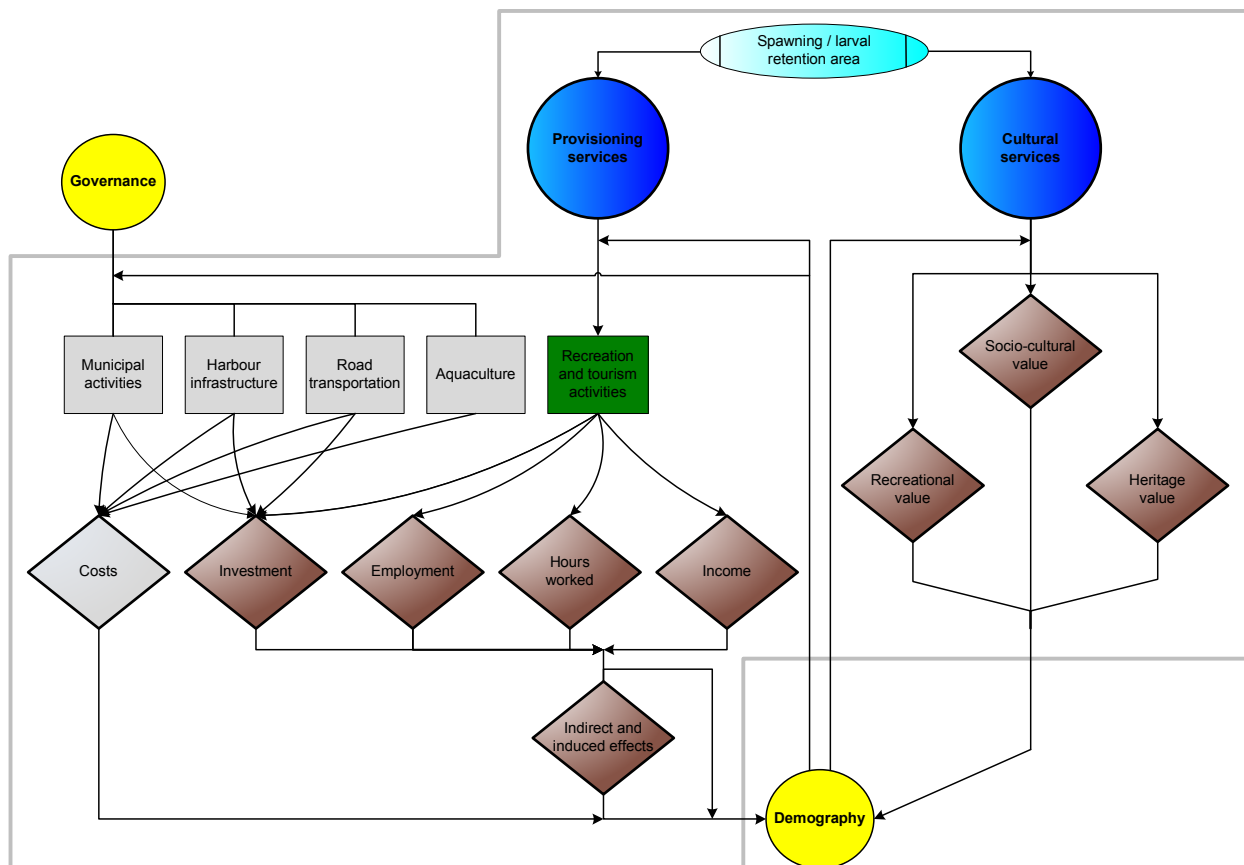 Spawning / larval
retention area
Provisioning
services
Cultural
services
Governance
Municipal
activities
Harbour
infrastructure
Road
transportation
Aquaculture
Recreation
and tourism
activities
Socio-cultural
value
Recreational
value
Heritage
value
Costs
Investment
Employment
Hours
worked
Income
Indirect and
induced effects
Demography